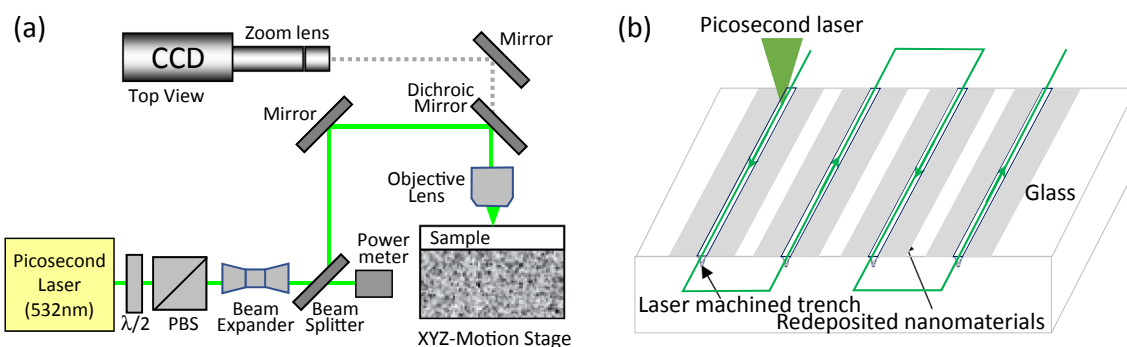 (a)
CCD
Zoom lens
Top View
Mirror
Mirror
Dichroic
Mirror
Objective
Lens
Sample
Power
meter
Picosecond
Laser
(532nm)
λ/2
PBS
Beam
Expander
Beam
Splitter
XYZ-Motion Stage
(b)
Picosecond laser
Glass
Laser machined trench
Redeposited nanomaterials